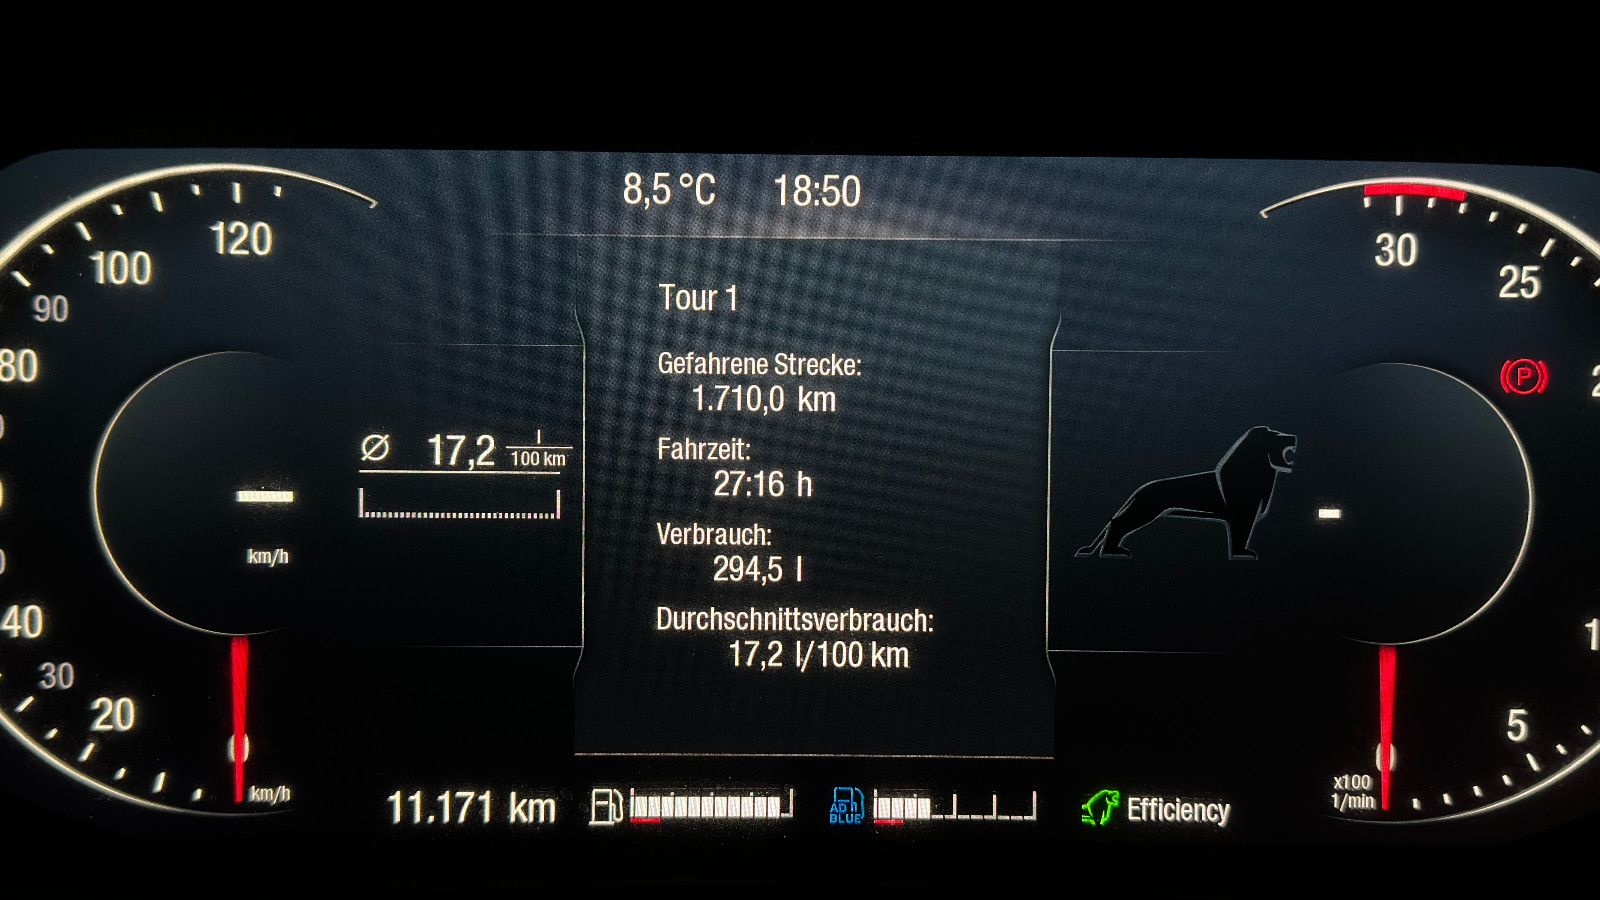 8,5 °C 18:50
120
100
90
80
40
30
20
0
km/h
km/h
Ø 17,2 l/100 km
Tour 1
Gefahrene Strecke:
1.710,0 km
Fahrzeit:
27:16 h
Verbrauch:
294,5 l
Durchschnittsverbrauch:
17,2 l/100 km
30
25
P
5
0
x100
1/min
11.171 km
AD
BLUE
Efficiency